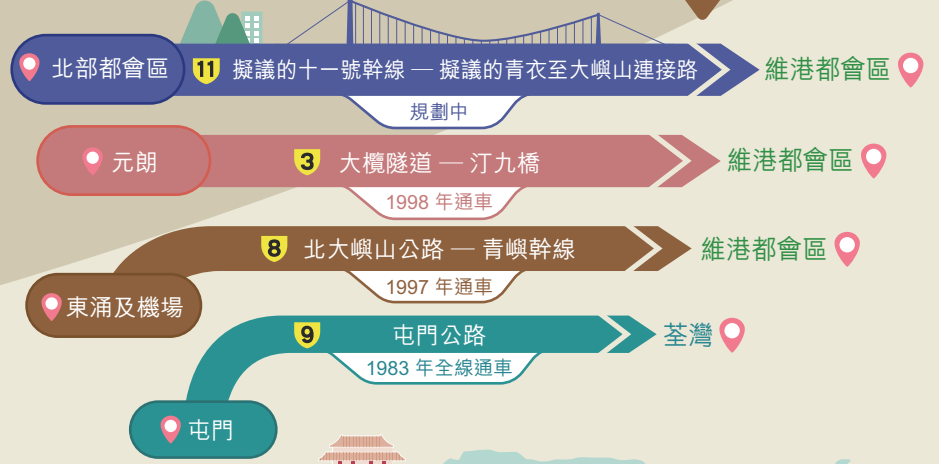 北部都會區 11 擬議的十一號幹線 — 擬議的青衣至大嶼山連接路 維港都會區
規劃中
元朗 3 大欖隧道 — 汀九橋 維港都會區
1998 年通車
8 北大嶼山公路 — 青嶼幹線 維港都會區
1997 年通車
東涌及機場
9 屯門公路 荃灣
1983 年全線通車
屯門